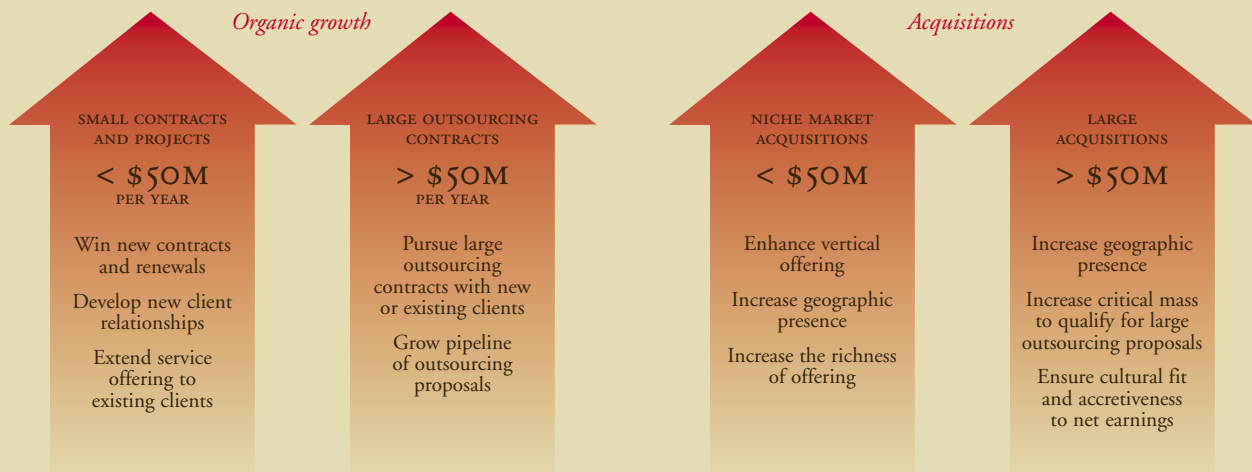 Organic growth
SMALL CONTRACTS
AND PROJECTS
< $50M
PER YEAR
Win new contracts
and renewals
Develop new client
relationships
Extend service
offering to
existing clients
LARGE OUTSOURCING
CONTRACTS
> $50M
PER YEAR
Pursue large
outsourcing
contracts with new
or existing clients
Grow pipeline
of outsourcing
proposals
Acquisitions
NICHE MARKET
ACQUISITIONS
< $50M
Enhance vertical
offering
Increase geographic
presence
Increase the richness
of offering
LARGE
ACQUISITIONS
> $50M
Increase geographic
presence
Increase critical mass
to qualify for large
outsourcing proposals
Ensure cultural fit
and accretiveness
to net earnings